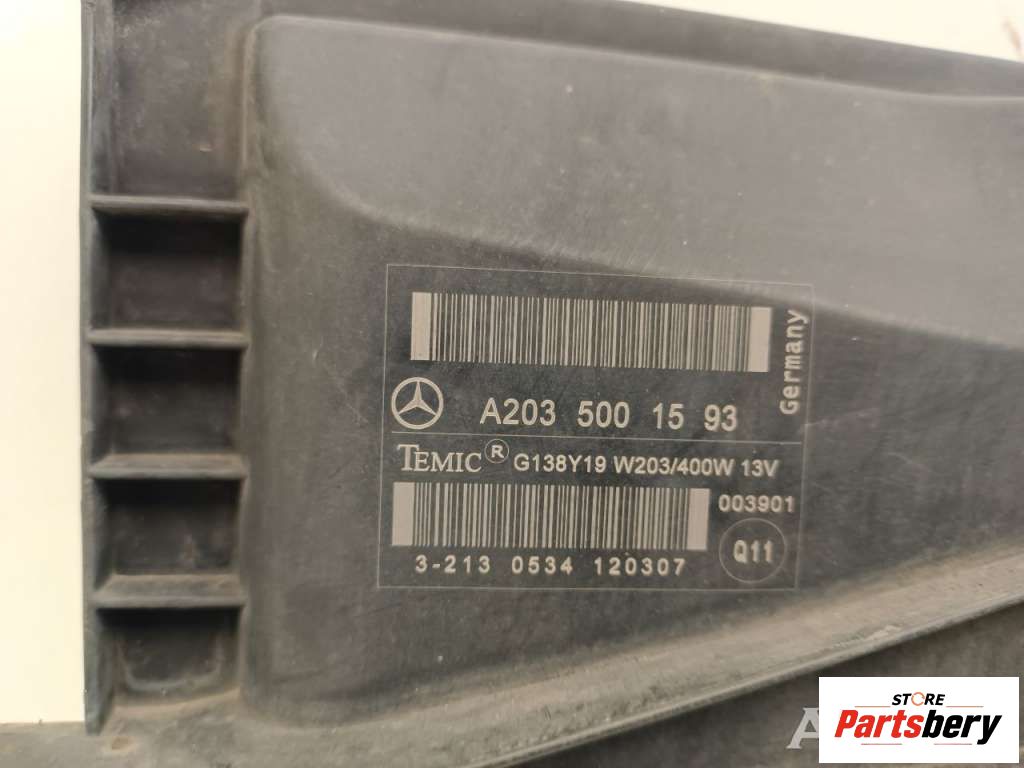 Germany
A203 500 15 93
TEMIC® G138Y19 W203/400W 13V
003901
3-213 0534 120307
Q11
STORE
Partsbery